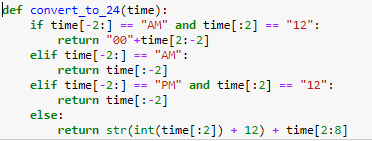 def convert_to_24(time):
    if time[-2:] == "AM" and time[:2] == "12":
        return "00"+time[2:-2]
    elif time[-2:] == "AM":
        return time[:-2]
    elif time[-2:] == "PM" and time[:2] == "12":
        return time[:-2]
    else:
        return str(int(time[:2]) + 12) + time[2:8]